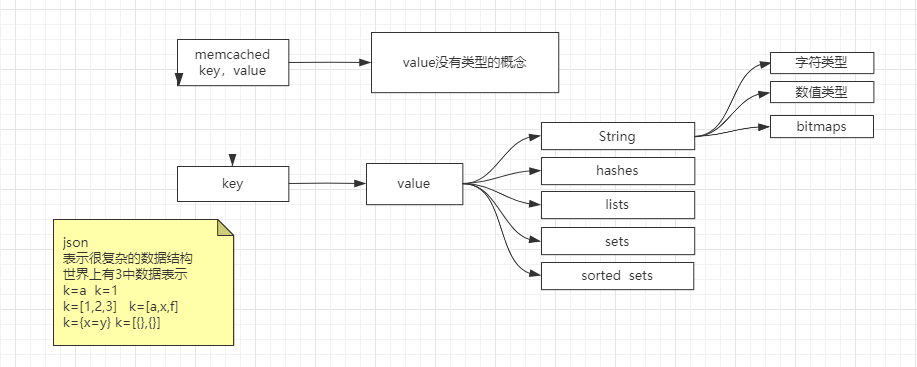 memcached
key，value
value没有类型的概念
字符类型
数值类型
bitmaps
String
hashes
lists
sets
sorted sets
key
value
json
表示很复杂的数据结构
世界上有3中数据表示
k=a k=1
k=[1,2,3] k=[a,x,f]
k={x=y} k=[{},{}]